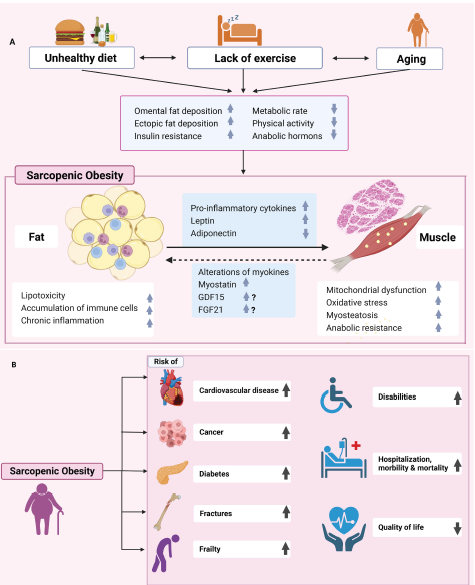 A
Unhealthy diet
Lack of exercise
Aging
Omental fat deposition
Ectopic fat deposition
Insulin resistance
Metabolic rate
Physical activity
Anabolic hormons
Sarcopenic Obesity
Fat
Pro-inflammatory cytokines
Leptin
Adiponectin
Muscle
Alterations of myokines
Myostatin
GDF15 ?
FGF21 ?
Lipotoxicity
Accumulation of immune cells
Chronic inflammation
Mitochondrial dysfunction
Oxidative stress
Myosteatosis
Anabolic resistance
B
Risk of
Sarcopenic Obesity
Cardiovascular disease
Cancer
Diabetes
Fractures
Frailty
Disabilities
Hospitalization,
morbility & mortality
Quality of life